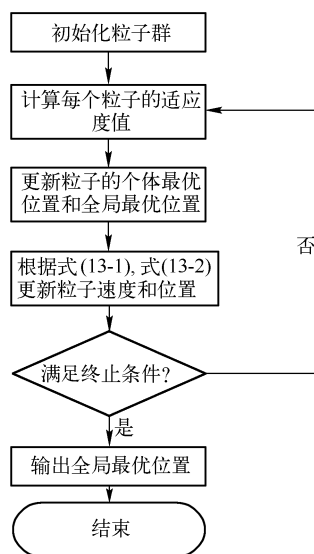 初始化粒子群
计算每个粒子的适应
度值
更新粒子的个体最优
位置和全局最优位置
否
根据式(13-1), 式(13-2)
更新粒子速度和位置
满足终止条件?
是
输出全局最优位置
结束